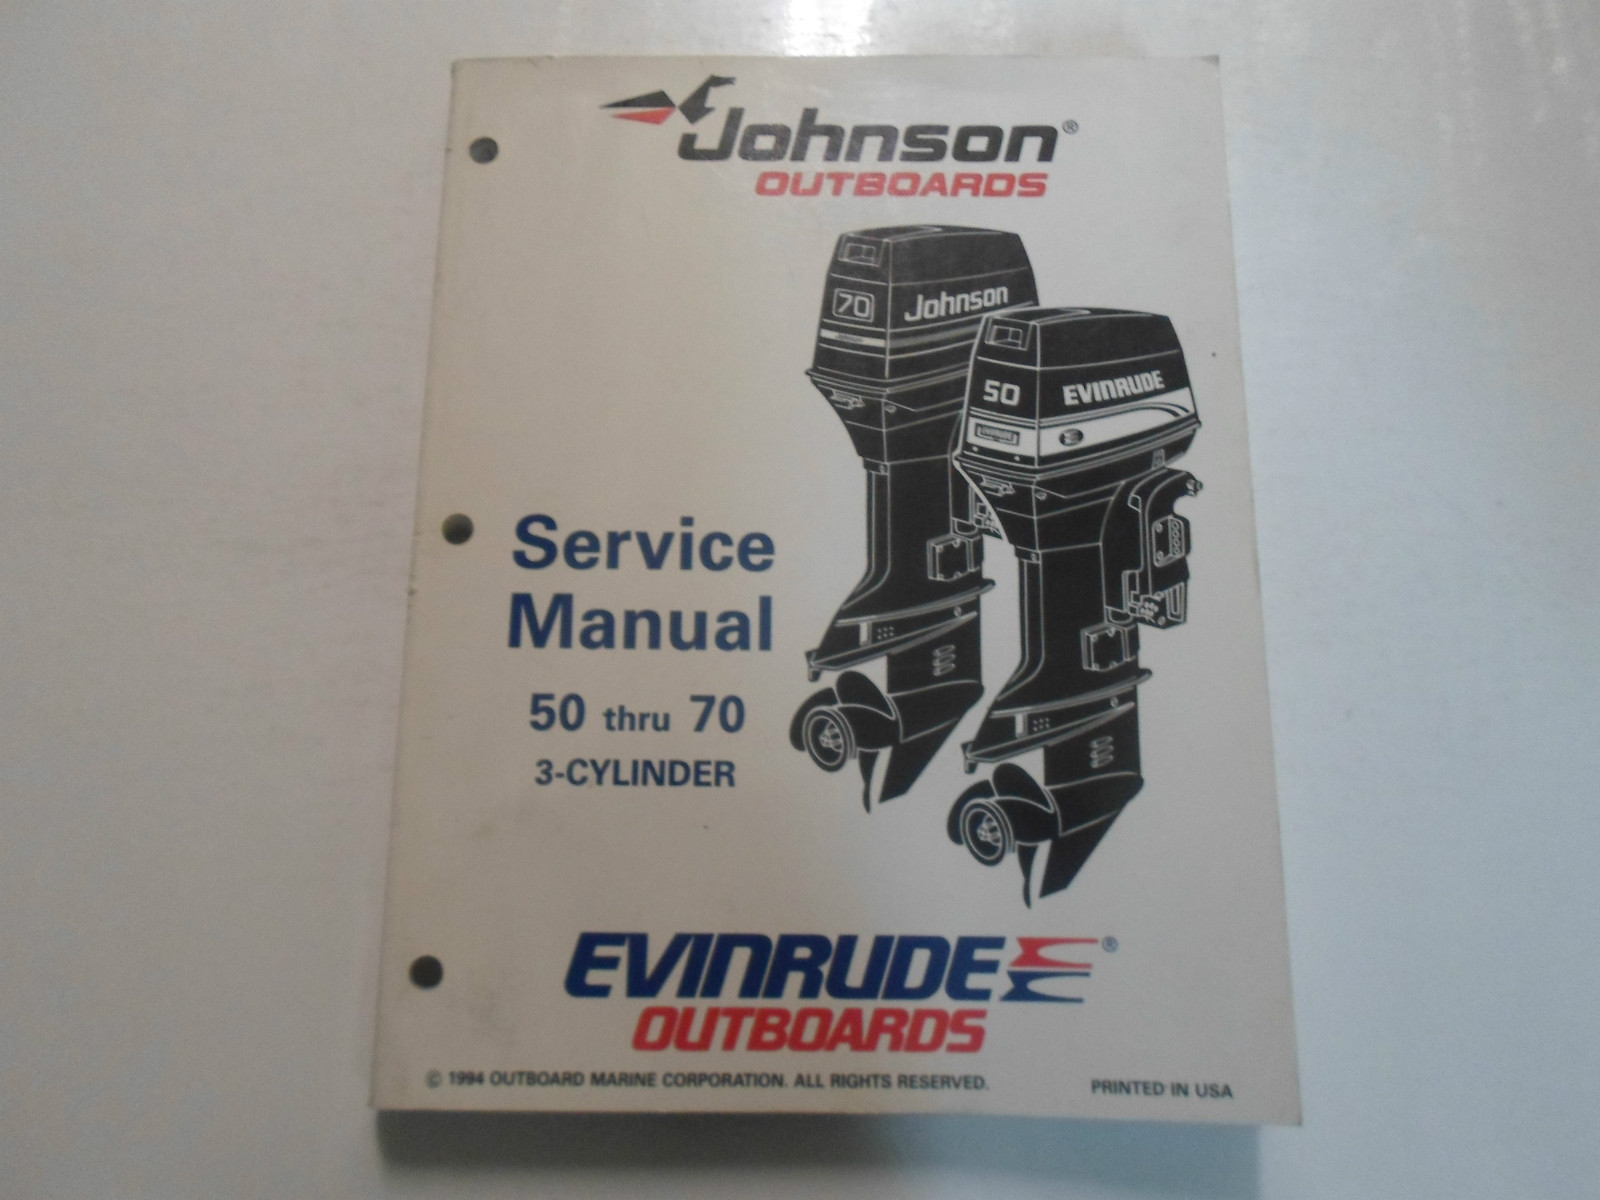 Johnson®
OUTBOARDS
70
Johnson
50
EVINRUDE
Service
Manual
50 thru 70
3-CYLINDER
EVINRUDE ®
OUTBOARDS
© 1994 OUTBOARD MARINE CORPORATION. ALL RIGHTS RESERVED.
PRINTED IN USA